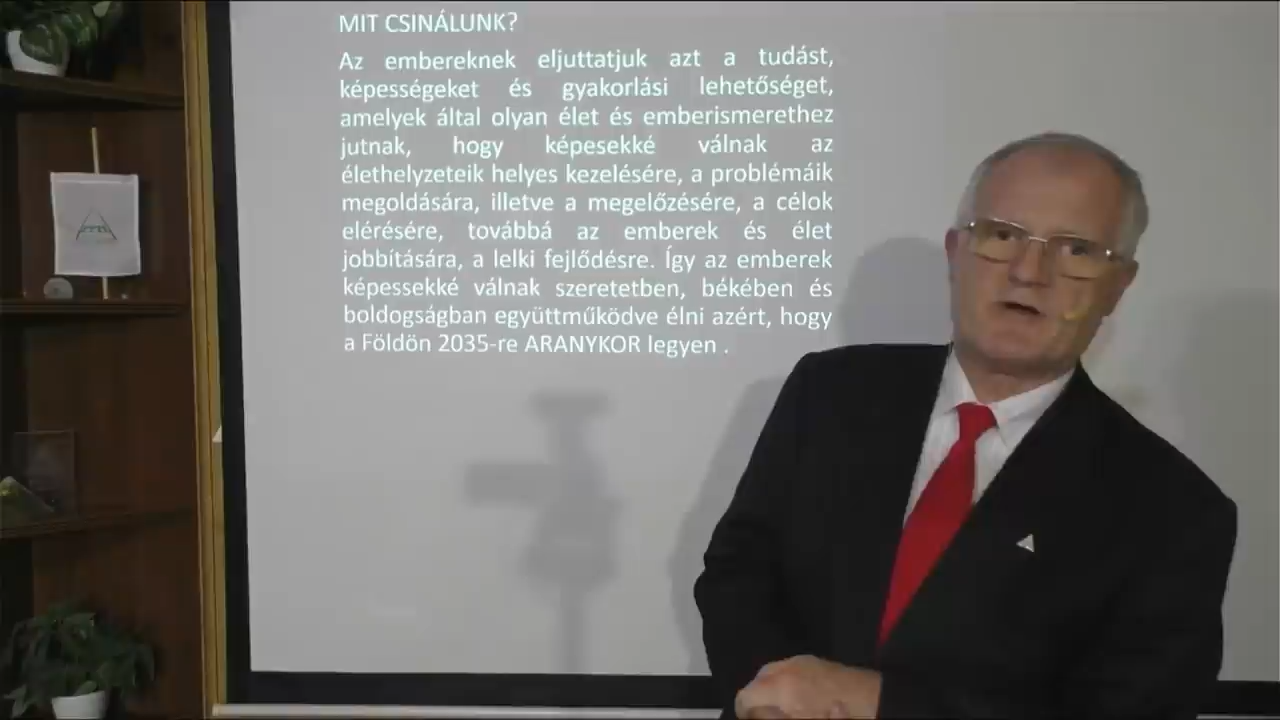 MIT CSINÁLUNK?
Az embereknek eljuttatjuk azt a tudást,
képességeket és gyakorlási lehetőséget,
amelyek által olyan élet és emberismerethez
jutnak, hogy képesekké válnak az
élethelyzeteik helyes kezelésére, a problémáik
megoldására, illetve a megelőzésére, a célok
elérésére, továbbá az emberek és élet
jobbítására, a lelki fejlődésre. Így az emberek
képessekké válnak szeretetben, békében és
boldogságban együttműködve élni azért, hogy
a Földön 2035-re ARANYKOR legyen .